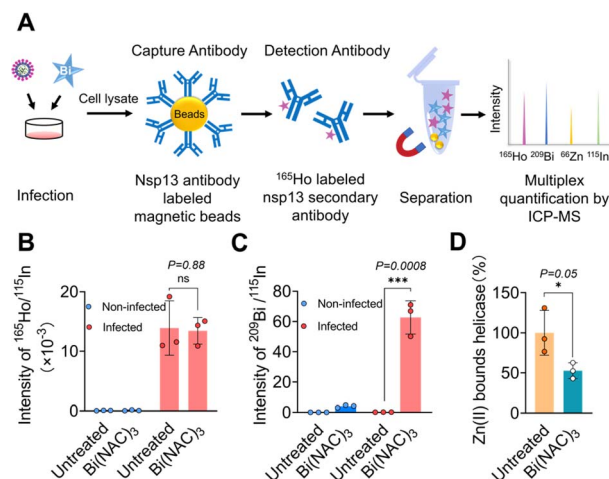 A
Capture Antibody
Detection Antibody
Bi
Cell lysate
Beads
Intensity
¹⁶⁵Ho ²⁰⁹Bi ⁶⁶Zn ¹¹⁵In
Infection
Nsp13 antibody
labeled
magnetic beads
¹⁶⁵Ho labeled
nsp13 secondary
antibody
Separation
Multiplex
quantification by
ICP-MS
B
P=0.88
ns
Non-infected
Infected
Intensity of ¹⁶⁵Ho/¹¹⁵In
(×10⁻³)
20
15
10
5
0
Untreated
Bi(NAC)₃
Untreated
Bi(NAC)₃
C
P=0.0008
***
Non-infected
Infected
Intensity of ²⁰⁹Bi /¹¹⁵In
80
60
40
20
0
Untreated
Bi(NAC)₃
Untreated
Bi(NAC)₃
D
P=0.05
*
Zn(II) bounds helicase (%)
150
100
50
0
Untreated
Bi(NAC)₃